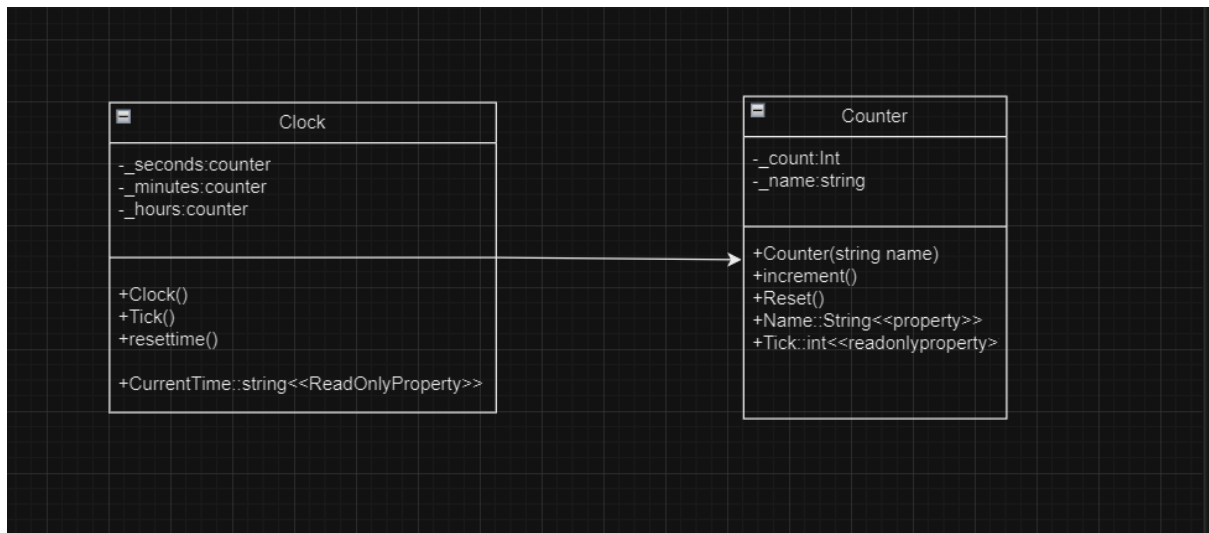 Clock
-_seconds:counter
-_minutes:counter
-_hours:counter
+Clock()
+Tick()
+resettime()
+CurrentTime::string<<ReadOnlyProperty>>
Counter
-_count:Int
-_name:string
+Counter(string name)
+increment()
+Reset()
+Name::String<<property>>
+Tick::int<<readonlyproperty>